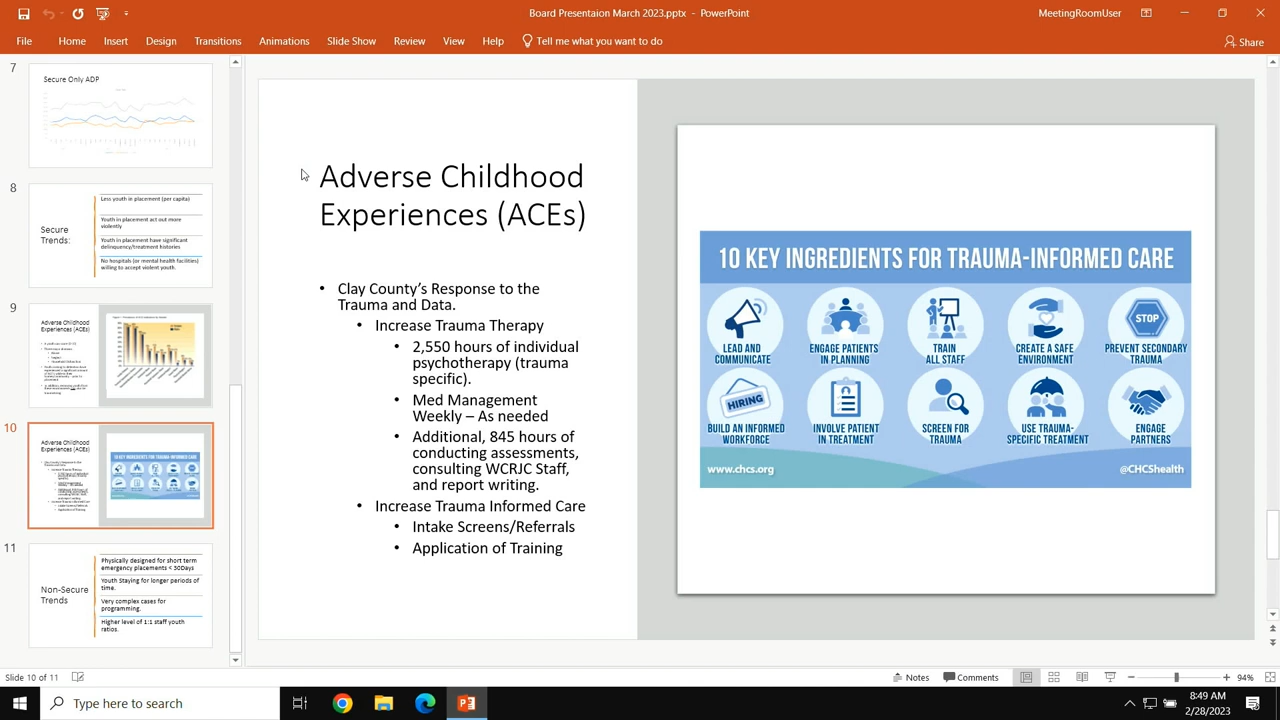 Board Presentaion March 2023.pptx - PowerPoint
MeetingRoomUser
File Home Insert Design Transitions Animations Slide Show Review View Help Tell me what you want to do
Share
7
Secure Only ADP
8
Secure
Trends:
Less youth in placement (per capita)
Youth in placement act out more
violently
Youth in placement have significant
delinquency/treatment histories
No hospitals (or mental health facilities)
willing to accept violent youth.
9
Adverse Childhood
Experiences (ACEs)
10
Adverse Childhood
Experiences (ACEs)
10 KEY INGREDIENTS FOR TRAUMA-INFORMED CARE
11
Non-Secure
Trends
Physically designed for short term
emergency placements < 30Days
Youth Staying for longer periods of
time.
Very complex cases for
programming.
Higher level of 1:1 staff youth
ratios.
Adverse Childhood
Experiences (ACEs)
• Clay County's Response to the
Trauma and Data.
• Increase Trauma Therapy
• 2,550 hours of individual
psychotherapy (trauma
specific).
• Med Management
Weekly – As needed
• Additional, 845 hours of
conducting assessments,
consulting WCRJC Staff,
and report writing.
• Increase Trauma Informed Care
• Intake Screens/Referrals
• Application of Training
10 KEY INGREDIENTS FOR TRAUMA-INFORMED CARE
LEAD AND
COMMUNICATE
ENGAGE PATIENTS
IN PLANNING
TRAIN
ALL STAFF
CREATE A SAFE
ENVIRONMENT
STOP
PREVENT SECONDARY
TRAUMA
HIRING
BUILD AN INFORMED
WORKFORCE
INVOLVE PATIENT
IN TREATMENT
SCREEN FOR
TRAUMA
USE TRAUMA-
SPECIFIC TREATMENT
ENGAGE
PARTNERS
www.chcs.org
@CHCShealth
Slide 10 of 11
Notes
Comments
94%
Type here to search
8:49 AM
2/28/2023